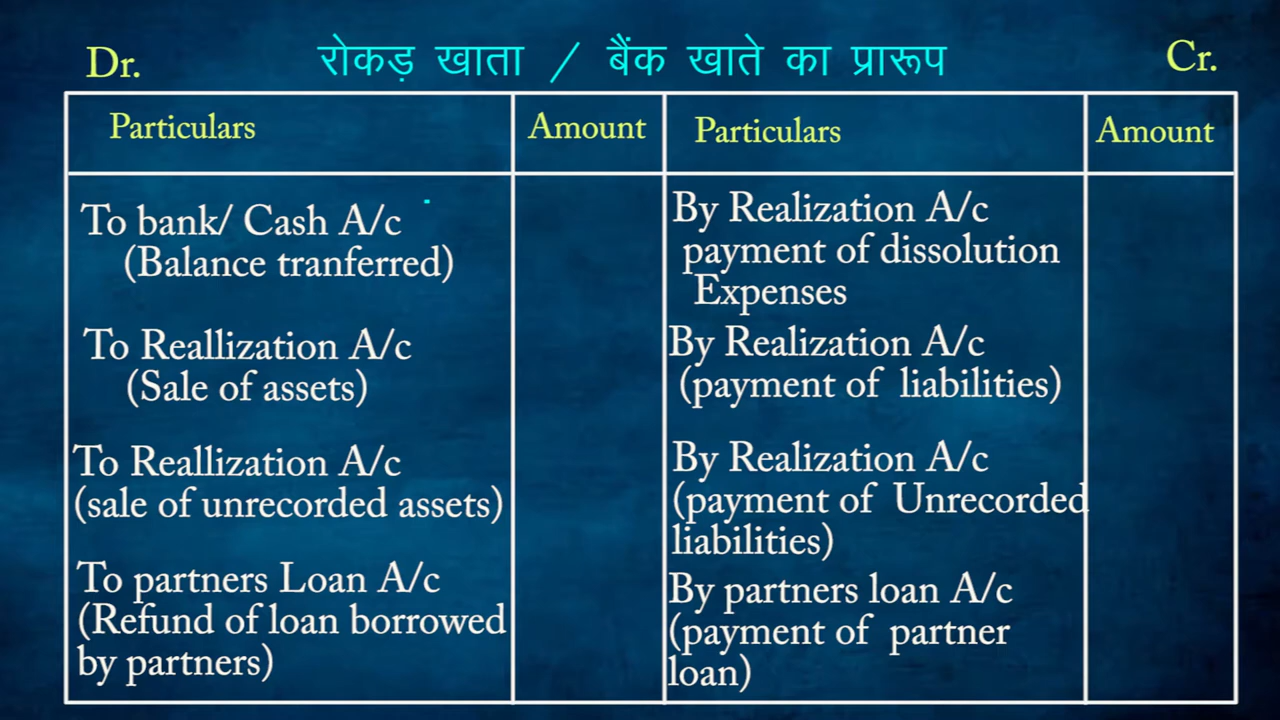 Dr.
रोकड़ खाता / बैंक खाते का प्रारूप
Cr.
Particulars
Amount
Particulars
Amount
To bank/ Cash A/c
(Balance tranferred)
To Reallization A/c
(Sale of assets)
To Reallization A/c
(sale of unrecorded assets)
To partners Loan A/c
(Refund of loan borrowed
by partners)
By Realization A/c
payment of dissolution
Expenses
By Realization A/c
(payment of liabilities)
By Realization A/c
(payment of Unrecorded
liabilities)
By partners loan A/c
(payment of partner
loan)